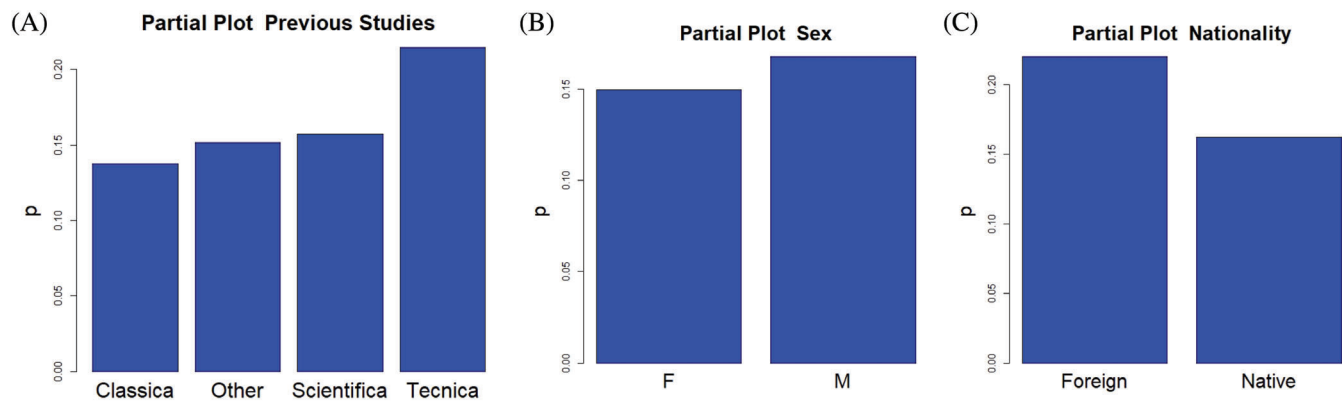 (A)
Partial Plot Previous Studies
p
0.00
0.05
0.10
0.15
0.20
Classica Other Scientifica Tecnica
(B)
Partial Plot Sex
p
0.00
0.05
0.10
0.15
F M
(C)
Partial Plot Nationality
p
0.00
0.05
0.10
0.15
0.20
Foreign Native